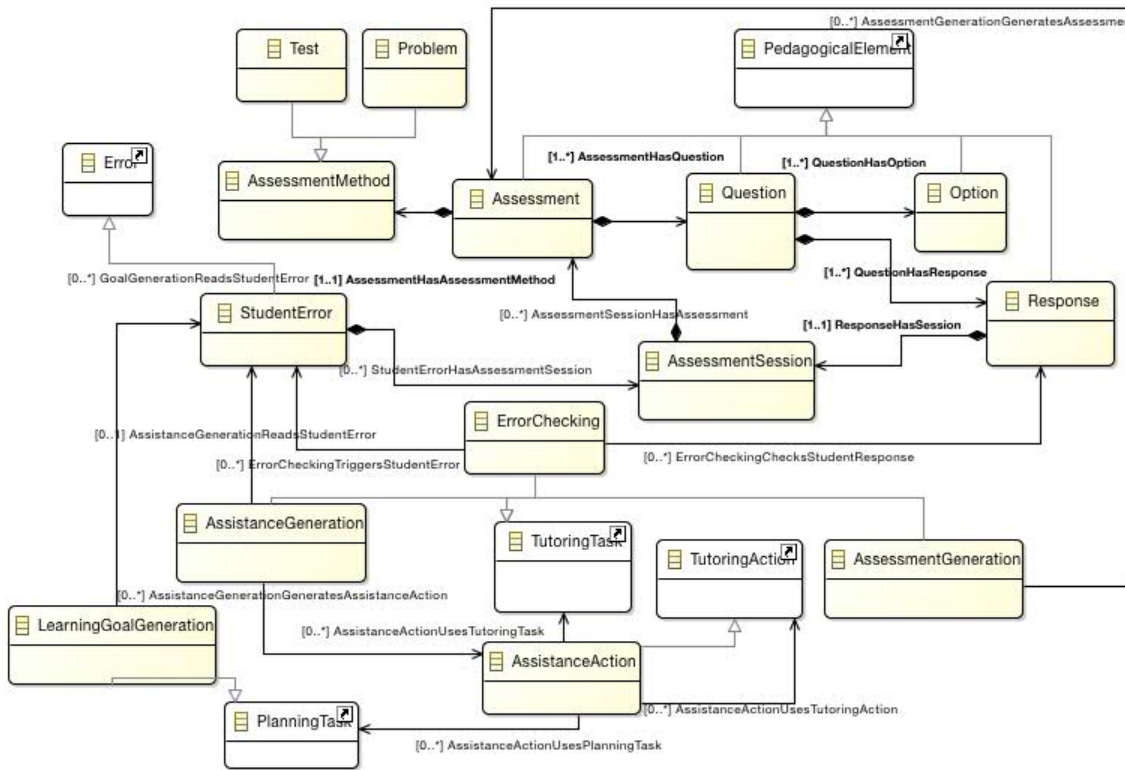 [0..*] AssessmentGenerationGeneratesAssessmen
Test
Problem
PedagogicalElement
Error
[1..*] AssessmentHasQuestion
[1..*] QuestionHasOption
AssessmentMethod
Assessment
Question
Option
[0..*] GoalGenerationReadsStudentError
[1..1] AssessmentHasAssessmentMethod
[1..*] QuestionHasResponse
StudentError
[0..*] AssessmentSessionHasAssessment
Response
[1..1] ResponseHasSession
AssessmentSession
[0..*] StudentErrorHasAssessmentSession
ErrorChecking
[0..1] AssistanceGenerationReadsStudentError
[0..*] ErrorCheckingTriggersStudentError
[0..*] ErrorCheckingChecksStudentResponse
AssistanceGeneration
TutoringTask
TutoringAction
AssessmentGeneration
[0..*] AssistanceGenerationGeneratesAssistanceAction
LearningGoalGeneration
[0..*] AssistanceActionUsesTutoringTask
AssistanceAction
PlanningTask
[0..*] AssistanceActionUsesTutoringAction
[0..*] AssistanceActionUsesPlanningTask